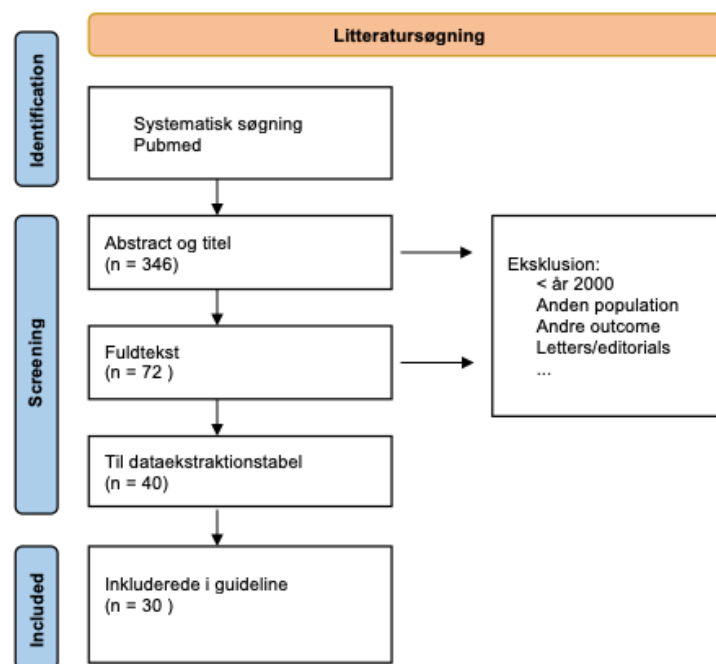 Litteratursøgning
Identification
Systematisk søgning
Pubmed
Screening
Abstract og titel
(n = 346)
Eksklusion:
< år 2000
Anden population
Andre outcome
Letters/editorials
...
Fuldtekst
(n = 72 )
Til dataekstraktionstabel
(n = 40)
Included
Inkluderede i guideline
(n = 30 )